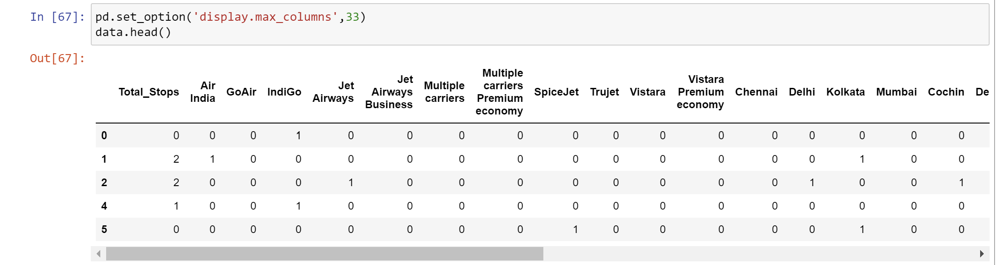 In [67]: pd.set_option('display.max_columns',33)
data.head()
Out[67]:
Total_Stops Air India GoAir IndiGo Jet Airways Jet Airways Business Multiple carriers Multiple carriers Premium economy SpiceJet Trujet Vistara Vistara Premium economy Chennai Delhi Kolkata Mumbai Cochin De
0 0 0 0 1 0 0 0 0 0 0 0 0 0 0 0 0 0
1 2 1 0 0 0 0 0 0 0 0 0 0 0 0 1 0 0
2 2 0 0 0 1 0 0 0 0 0 0 0 0 1 0 0 1
4 1 0 0 1 0 0 0 0 0 0 0 0 0 0 0 0 0
5 0 0 0 0 0 0 0 0 1 0 0 0 0 0 1 0 0